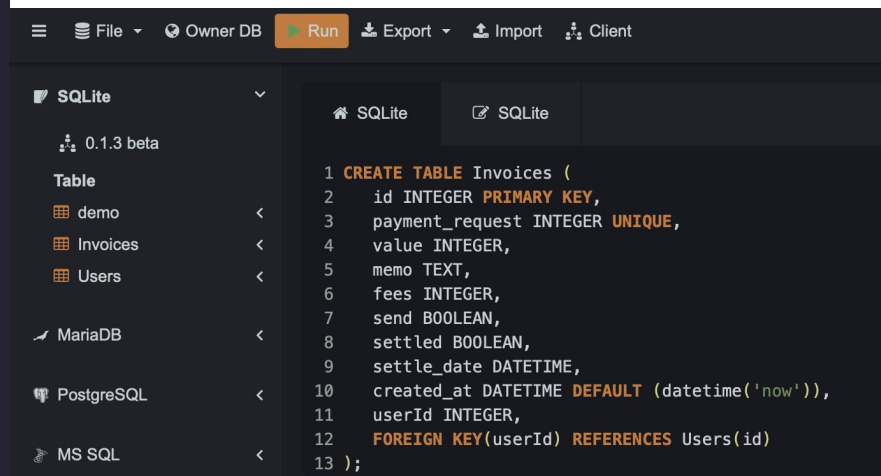 File Owner DB Run Export Import Client
SQLite
0.1.3 beta
Table
demo
Invoices
Users
MariaDB
PostgreSQL
MS SQL
SQLite SQLite
1 CREATE TABLE Invoices (
2 id INTEGER PRIMARY KEY,
3 payment_request INTEGER UNIQUE,
4 value INTEGER,
5 memo TEXT,
6 fees INTEGER,
7 send BOOLEAN,
8 settled BOOLEAN,
9 settle_date DATETIME,
10 created_at DATETIME DEFAULT (datetime('now')),
11 userId INTEGER,
12 FOREIGN KEY(userId) REFERENCES Users(id)
13 );